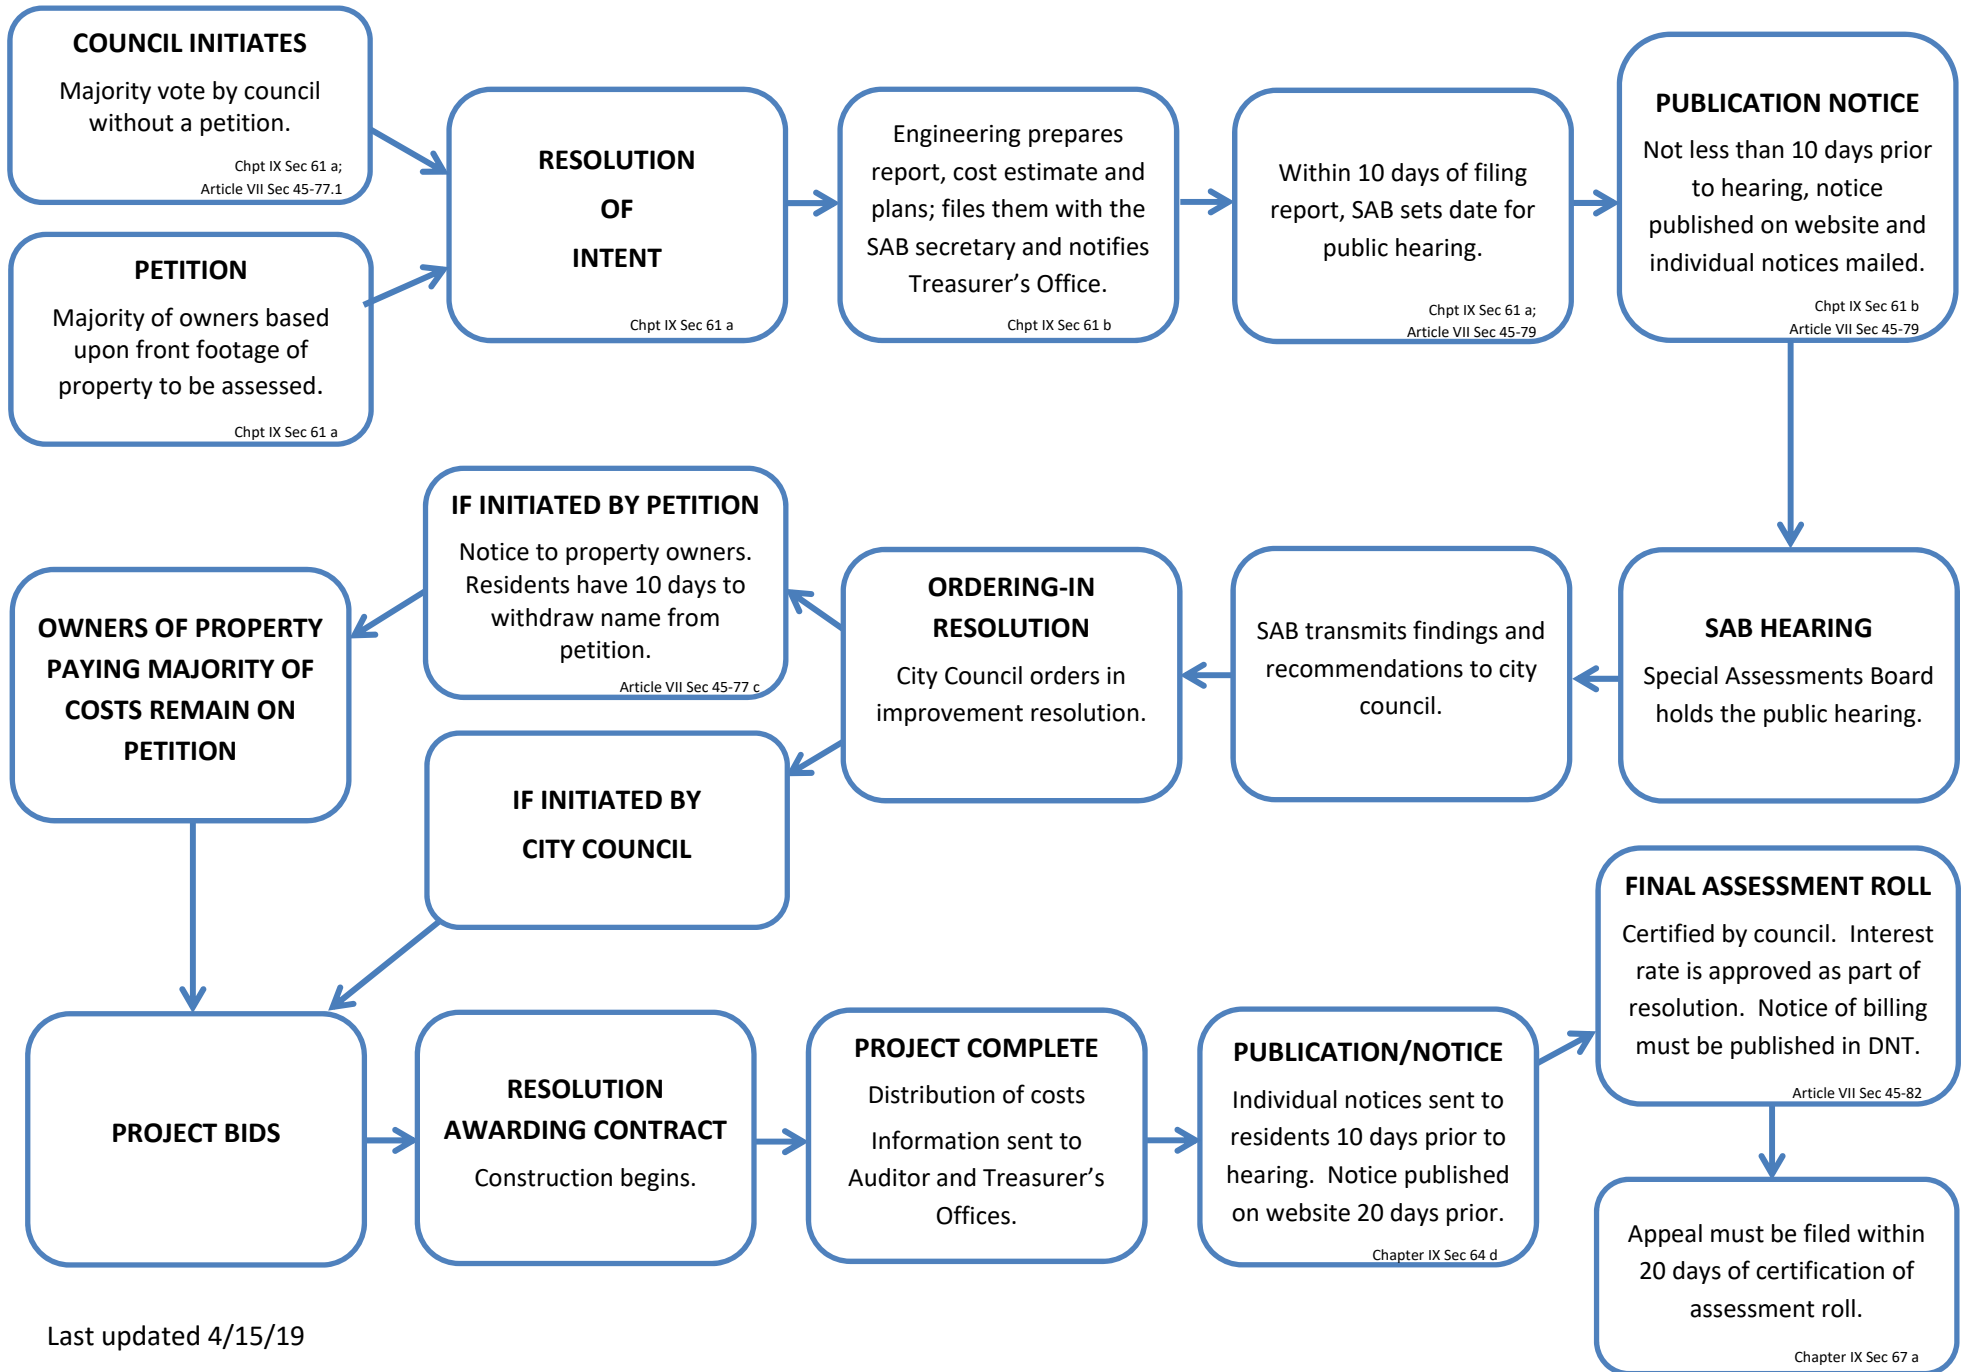 COUNCIL INITIATES
Majority vote by council
without a petition.
Chpt IX Sec 61 a;
Article VII Sec 45-77.1
PETITION
Majority of owners based
upon front footage of
property to be assessed.
Chpt IX Sec 61 a
RESOLUTION
OF
INTENT
Chpt IX Sec 61 a
Engineering prepares
report, cost estimate and
plans; files them with the
SAB secretary and notifies
Treasurer’s Office.
Chpt IX Sec 61 b
Within 10 days of filing
report, SAB sets date for
public hearing.
Chpt IX Sec 61 a;
Article VII Sec 45-79
PUBLICATION NOTICE
Not less than 10 days prior
to hearing, notice
published on website and
individual notices mailed.
Chpt IX Sec 61 b
Article VII Sec 45-79
SAB HEARING
Special Assessments Board
holds the public hearing.
SAB transmits findings and
recommendations to city
council.
ORDERING-IN
RESOLUTION
City Council orders in
improvement resolution.
IF INITIATED BY PETITION
Notice to property owners.
Residents have 10 days to
withdraw name from
petition.
Article VII Sec 45-77 c
OWNERS OF PROPERTY
PAYING MAJORITY OF
COSTS REMAIN ON
PETITION
IF INITIATED BY
CITY COUNCIL
PROJECT BIDS
RESOLUTION
AWARDING CONTRACT
Construction begins.
PROJECT COMPLETE
Distribution of costs
Information sent to
Auditor and Treasurer’s
Offices.
PUBLICATION/NOTICE
Individual notices sent to
residents 10 days prior to
hearing.  Notice published
on website 20 days prior.
Chapter IX Sec 64 d
FINAL ASSESSMENT ROLL
Certified by council.  Interest
rate is approved as part of
resolution.  Notice of billing
must be published in DNT.
Article VII Sec 45-82
Appeal must be filed within
20 days of certification of
assessment roll.
Chapter IX Sec 67 a
Last updated 4/15/19